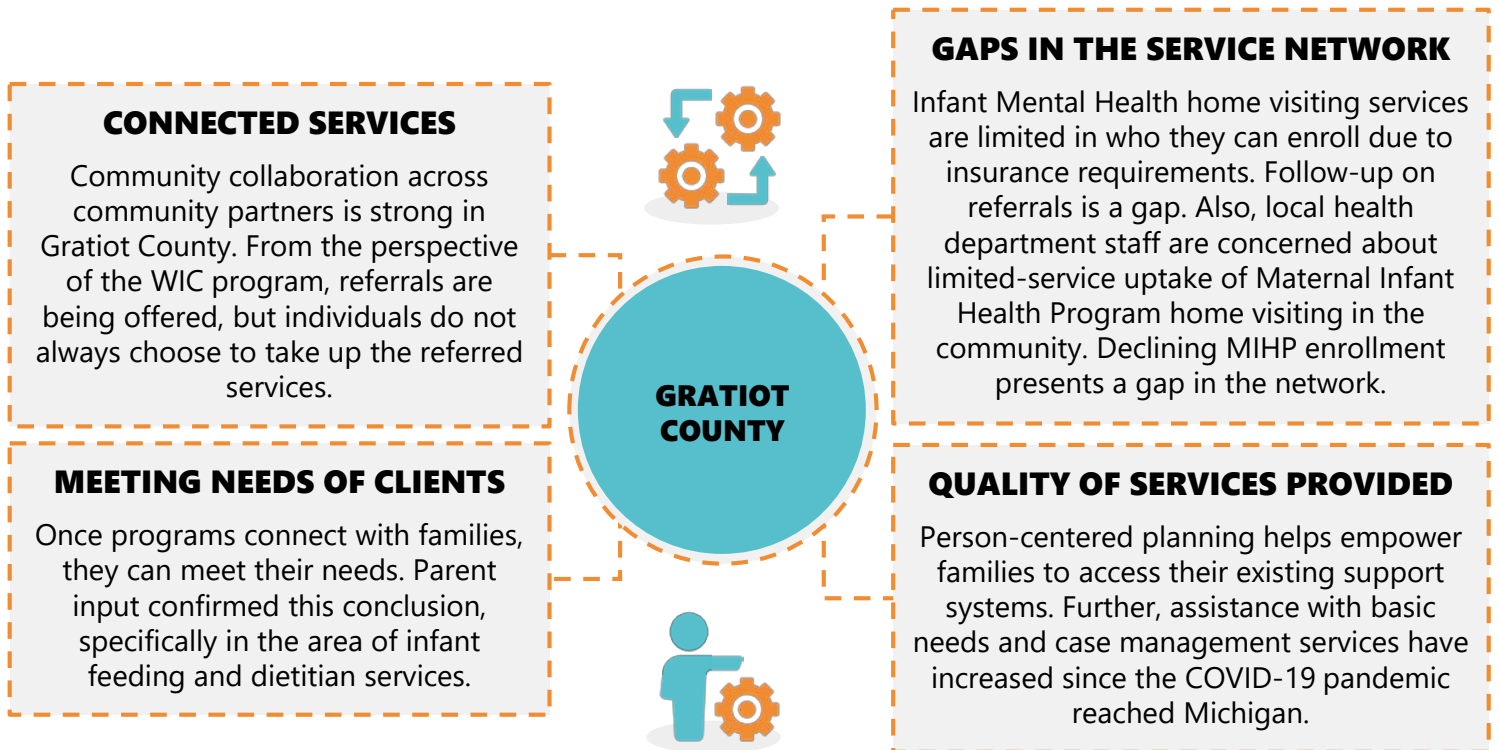 CONNECTED SERVICES
Community collaboration across
community partners is strong in
Gratiot County. From the perspective
of the WIC program, referrals are
being offered, but individuals do not
always choose to take up the referred
services.
MEETING NEEDS OF CLIENTS
Once programs connect with families,
they can meet their needs. Parent
input confirmed this conclusion,
specifically in the area of infant
feeding and dietitian services.
GRATIOT
COUNTY
GAPS IN THE SERVICE NETWORK
Infant Mental Health home visiting services
are limited in who they can enroll due to
insurance requirements. Follow-up on
referrals is a gap. Also, local health
department staff are concerned about
limited-service uptake of Maternal Infant
Health Program home visiting in the
community. Declining MIHP enrollment
presents a gap in the network.
QUALITY OF SERVICES PROVIDED
Person-centered planning helps empower
families to access their existing support
systems. Further, assistance with basic
needs and case management services have
increased since the COVID-19 pandemic
reached Michigan.